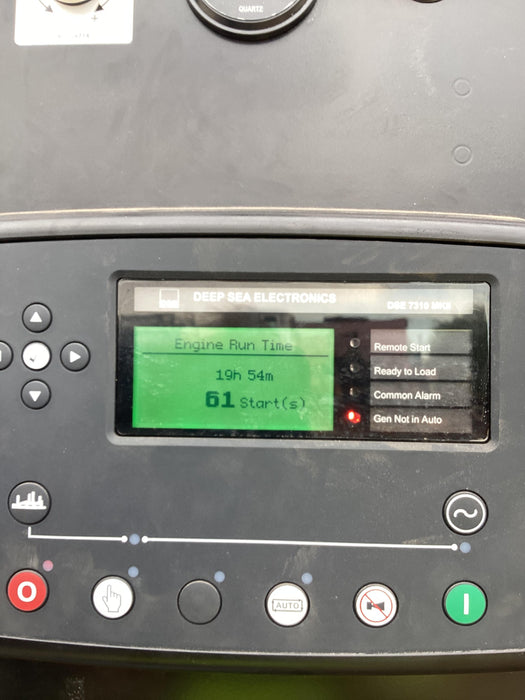 QUARTZ
DEEP SEA ELECTRONICS
DSE 7310 MKII
Engine Run Time
19h 54m
61 Start(s)
Remote Start
Ready to Load
Common Alarm
Gen Not in Auto
O
AUTO
I